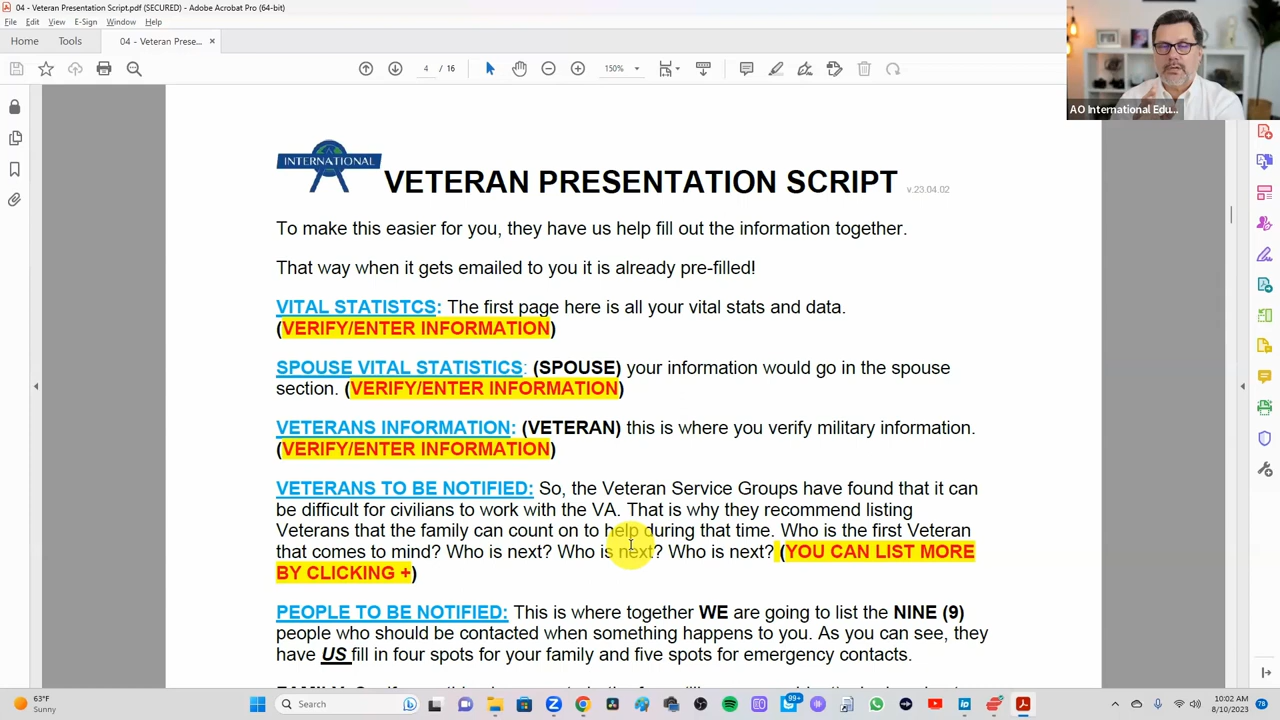 04 - Veteran Presentation Script.pdf (SECURED) - Adobe Acrobat Pro (64-bit)
File Edit View E-Sign Window Help
Home Tools 04 - Veteran Prese... ×
4 / 16 150%
AO International Edu...
INTERNATIONAL
VETERAN PRESENTATION SCRIPT v.23.04.02
To make this easier for you, they have us help fill out the information together.
That way when it gets emailed to you it is already pre-filled!
VITAL STATISTCS: The first page here is all your vital stats and data.
(VERIFY/ENTER INFORMATION)
SPOUSE VITAL STATISTICS: (SPOUSE) your information would go in the spouse
section. (VERIFY/ENTER INFORMATION)
VETERANS INFORMATION: (VETERAN) this is where you verify military information.
(VERIFY/ENTER INFORMATION)
VETERANS TO BE NOTIFIED: So, the Veteran Service Groups have found that it can
be difficult for civilians to work with the VA. That is why they recommend listing
Veterans that the family can count on to help during that time. Who is the first Veteran
that comes to mind? Who is next? Who is next? Who is next? (YOU CAN LIST MORE
BY CLICKING +)
PEOPLE TO BE NOTIFIED: This is where together WE are going to list the NINE (9)
people who should be contacted when something happens to you. As you can see, they
have US fill in four spots for your family and five spots for emergency contacts.
63°F
Sunny
Search
99+
10:02 AM
8/10/2023
78